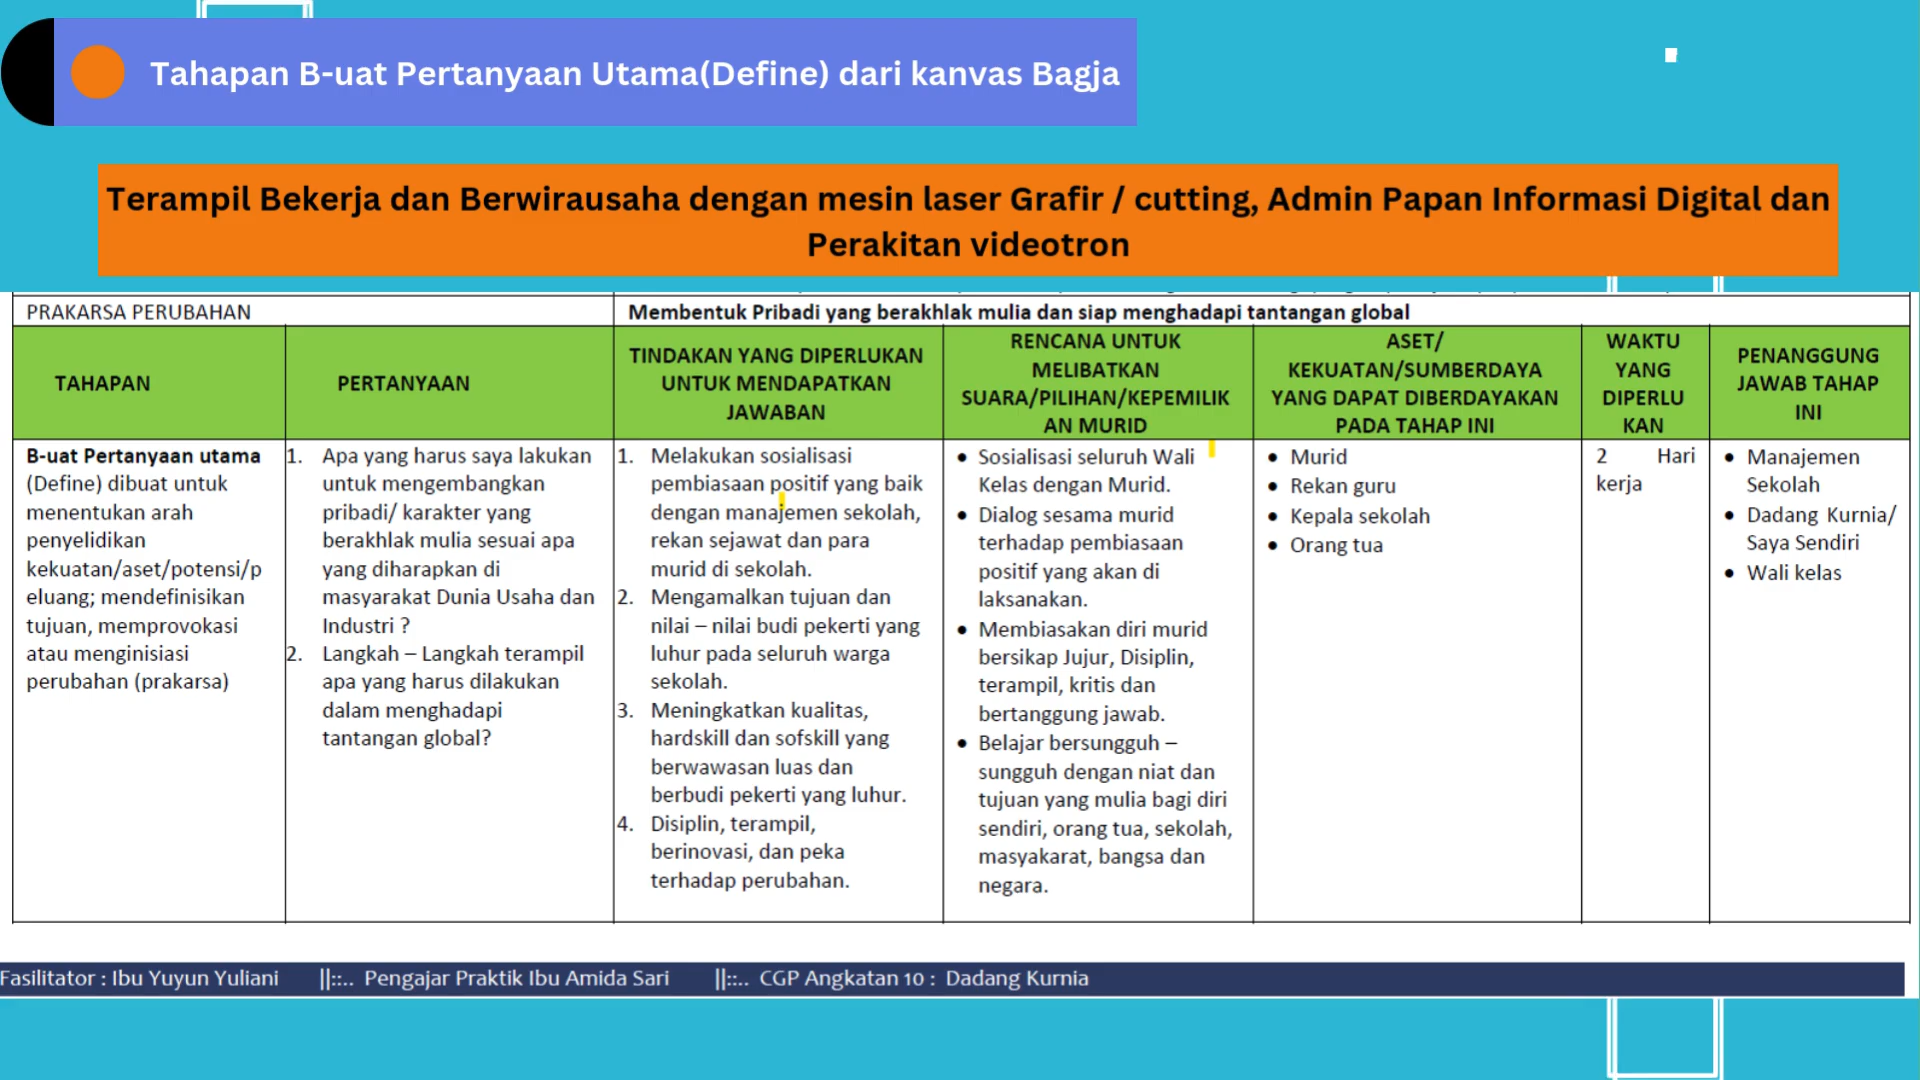 Tahapan B-uat Pertanyaan Utama(Define) dari kanvas Bagja
Terampil Bekerja dan Berwirausaha dengan mesin laser Grafir / cutting, Admin Papan Informasi Digital dan
Perakitan videotron
PRAKARSA PERUBAHAN
Membentuk Pribadi yang berakhlak mulia dan siap menghadapi tantangan global
TAHAPAN
PERTANYAAN
TINDAKAN YANG DIPERLUKAN
UNTUK MENDAPATKAN
JAWABAN
RENCANA UNTUK
MELIBATKAN
SUARA/PILIHAN/KEPEMILIK
AN MURID
ASET/
KEKUATAN/SUMBERDAYA
YANG DAPAT DIBERDAYAKAN
PADA TAHAP INI
WAKTU
YANG
DIPERLU
KAN
PENANGGUNG
JAWAB TAHAP
INI
B-uat Pertanyaan utama
(Define) dibuat untuk
menentukan arah
penyelidikan
kekuatan/aset/potensi/p
eluang; mendefinisikan
tujuan, memprovokasi
atau menginisiasi
perubahan (prakarsa)
1. Apa yang harus saya lakukan
untuk mengembangkan
pribadi/ karakter yang
berakhlak mulia sesuai apa
yang diharapkan di
masyarakat Dunia Usaha dan
Industri ?
2. Langkah – Langkah terampil
apa yang harus dilakukan
dalam menghadapi
tantangan global?
1. Melakukan sosialisasi
pembiasaan positif yang baik
dengan manajemen sekolah,
rekan sejawat dan para
murid di sekolah.
2. Mengamalkan tujuan dan
nilai – nilai budi pekerti yang
luhur pada seluruh warga
sekolah.
3. Meningkatkan kualitas,
hardskill dan sofskill yang
berwawasan luas dan
berbudi pekerti yang luhur.
4. Disiplin, terampil,
berinovasi, dan peka
terhadap perubahan.
• Sosialisasi seluruh Wali
Kelas dengan Murid.
• Dialog sesama murid
terhadap pembiasaan
positif yang akan di
laksanakan.
• Membiasakan diri murid
bersikap Jujur, Disiplin,
terampil, kritis dan
bertanggung jawab.
• Belajar bersungguh –
sungguh dengan niat dan
tujuan yang mulia bagi diri
sendiri, orang tua, sekolah,
masyakarat, bangsa dan
negara.
• Murid
• Rekan guru
• Kepala sekolah
• Orang tua
2 Hari
kerja
• Manajemen
Sekolah
• Dadang Kurnia/
Saya Sendiri
• Wali kelas
Fasilitator : Ibu Yuyun Yuliani ||::.. Pengajar Praktik Ibu Amida Sari ||::.. CGP Angkatan 10 : Dadang Kurnia